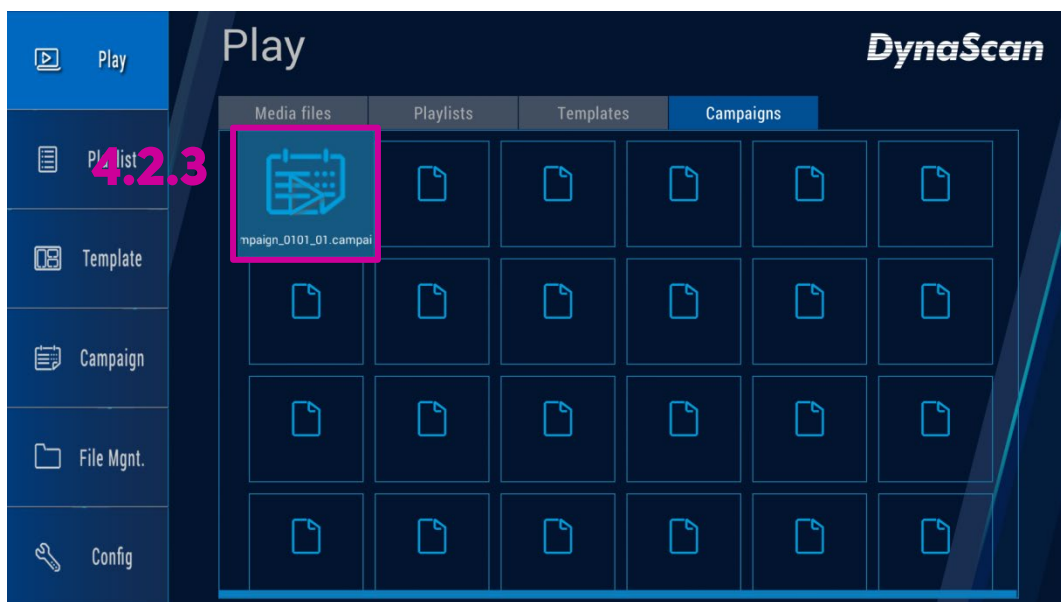 Play
Play
DynaScan
Media files
Playlists
Templates
Campaigns
Playlist
4.2.3
mpaign_0101_01.campai
Template
Campaign
File Mgnt.
Config